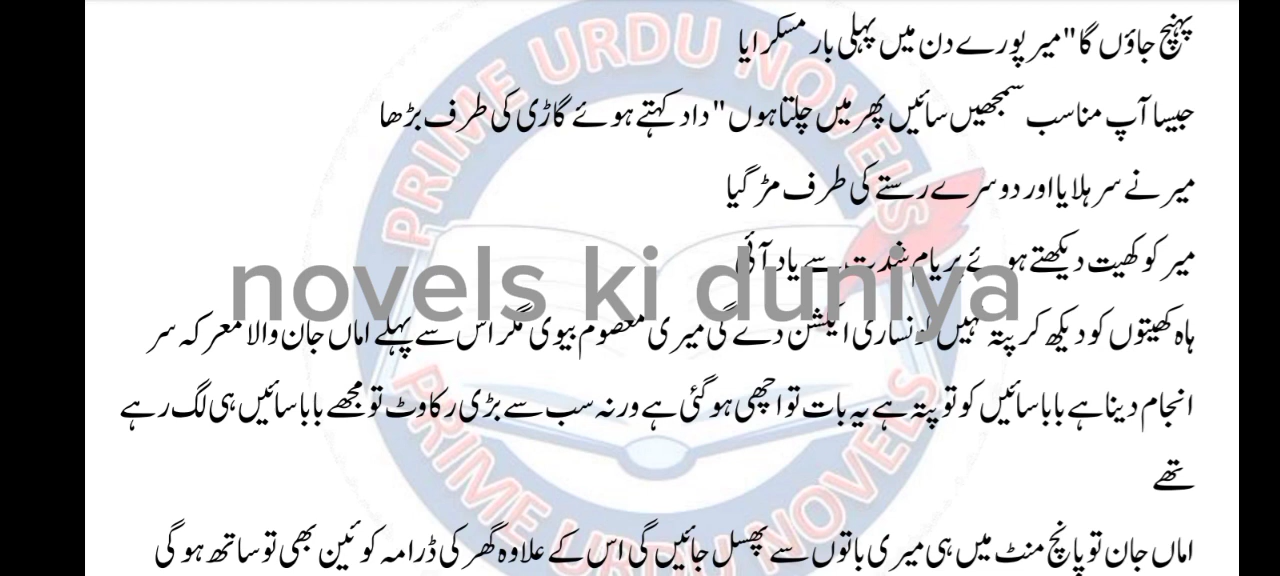 پہنچ جاؤں گا"میر پورے دن میں پہلی بار مسکرایا
جیسا آپ مناسب سمجھیں سائیں پھر میں چلتا ہوں"داد کہتے ہوئے گاڑی کی طرف بڑھا
میر نے سر ہلایا اور دوسرے رستے کی طرف مڑ گیا
میر کو کھیت دیکھتے ہوئے پریام شدت سے یاد آئی
novels ki duniya
ہاہ کھیتوں کو دیکھ کر پتہ نہیں کونسا ری ایکشن دے گی میری معصوم بیوی مگر اس سے پہلے اماں جان والا معرکہ سر
انجام دینا ہے بابا سائیں کو تو پتہ ہے یہ بات تو اچھی ہو گئی ہے ورنہ سب سے بڑی رکاوٹ تو مجھے بابا سائیں ہی لگ رہے
تھے
اماں جان تو پانچ منٹ میں ہی میری باتوں سے پھسل جائیں گی اس کے علاوہ گھر کی ڈرامہ کوئین بھی تو ساتھ ہو گی
PRIME URDU NOVELS
PRIME URDU NOVELS